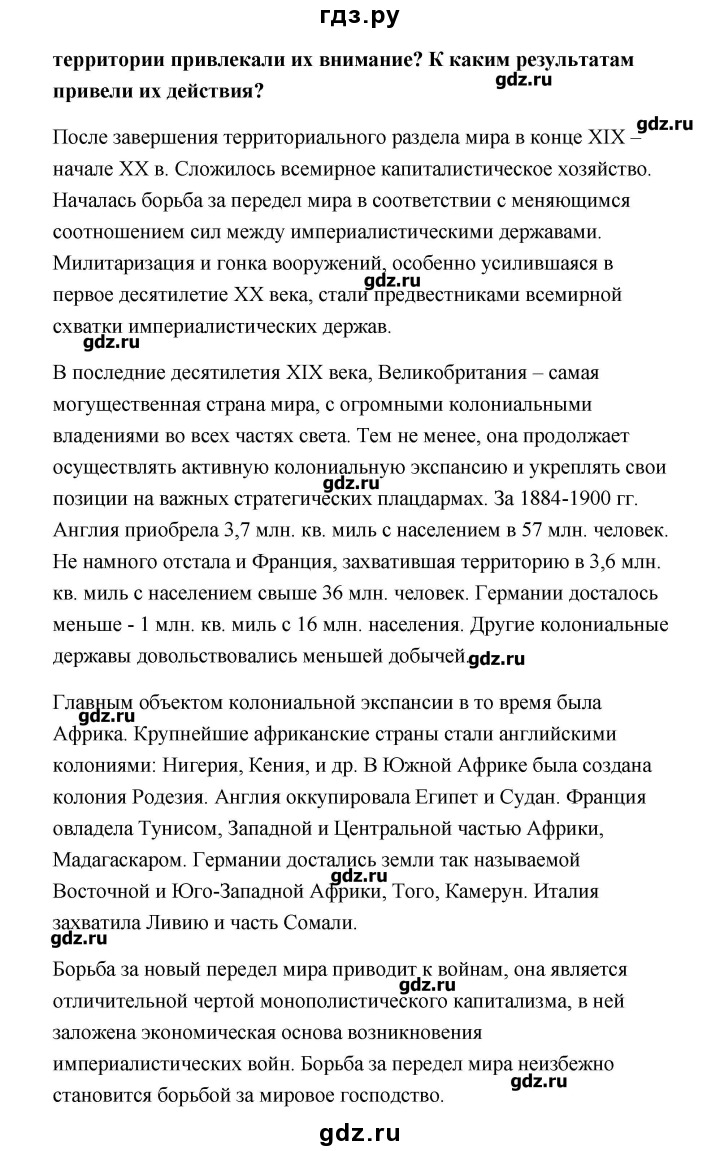 гдз.ру
территории привлекали их внимание? К каким результатам
gdz.ru
привели их действия?
gdz.ru
После завершения территориального раздела мира в конце XIX –
начале XX в. Сложилось всемирное капиталистическое хозяйство.
Началась борьба за передел мира в соответствии с меняющимся
соотношением сил между империалистическими державами.
Милитаризация и гонка вооружений, особенно усилившаяся в
gdz.ru
первое десятилетие XX века, стали предвестниками всемирной
схватки империалистических держав.
gdz.ru
В последние десятилетия XIX века, Великобритания – самая
могущественная страна мира, с огромными колониальными
владениями во всех частях света. Тем не менее, она продолжает
осуществлять активную колониальную экспансию и укреплять свои
gdz.ru
позиции на важных стратегических плацдармах. За 1884-1900 гг.
Англия приобрела 3,7 млн. кв. миль с населением в 57 млн. человек.
Не намного отстала и Франция, захватившая территорию в 3,6 млн.
кв. миль с населением свыше 36 млн. человек. Германии досталось
меньше - 1 млн. кв. миль с 16 млн. населения. Другие колониальные
державы довольствовались меньшей добычей.
gdz.ru
Главным объектом колониальной экспансии в то время была
gdz.ru
Африка. Крупнейшие африканские страны стали английскими
колониями: Нигерия, Кения, и др. В Южной Африке была создана
колония Родезия. Англия оккупировала Египет и Судан. Франция
овладела Тунисом, Западной и Центральной частью Африки,
Мадагаскаром. Германии достались земли так называемой
gdz.ru
Восточной и Юго-Западной Африки, Того, Камерун. Италия
захватила Ливию и часть Сомали.
gdz.ru
Борьба за новый передел мира приводит к войнам, она является
gdz.ru
отличительной чертой монополистического капитализма, в ней
заложена экономическая основа возникновения
империалистических войн. Борьба за передел мира неизбежно
gdz.ru
становится борьбой за мировое господство.
gdz.ru